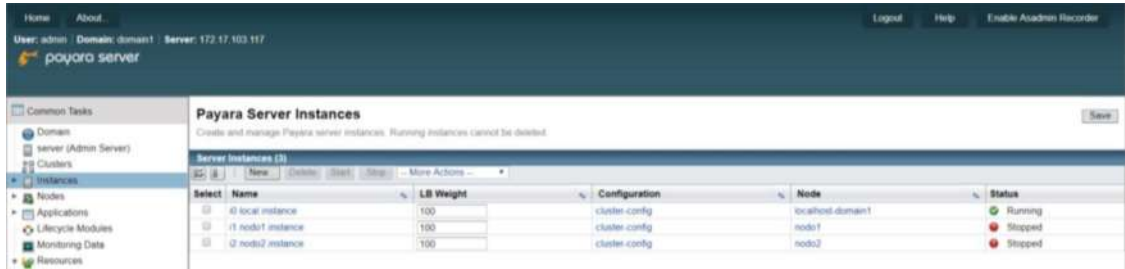 Home About...
Logout Help Enable Asadmin Recorder
User: admin Domain: domain1 Server: 172.17.103.117
payara server
Common Tasks
Domain
server (Admin Server)
Clusters
Instances
Nodes
Applications
Lifecycle Modules
Monitoring Data
Resources
Payara Server Instances
Save
Create and manage Payara server instances. Running instances cannot be deleted.
Server Instances (3)
New Delete Start Stop -- More Actions --
Select Name LB Weight Configuration Node Status
i0 local instance 100 cluster-config localhost-domain1 Running
i1 nodo1 instance 100 cluster-config nodo1 Stopped
i2 nodo2 instance 100 cluster-config nodo2 Stopped